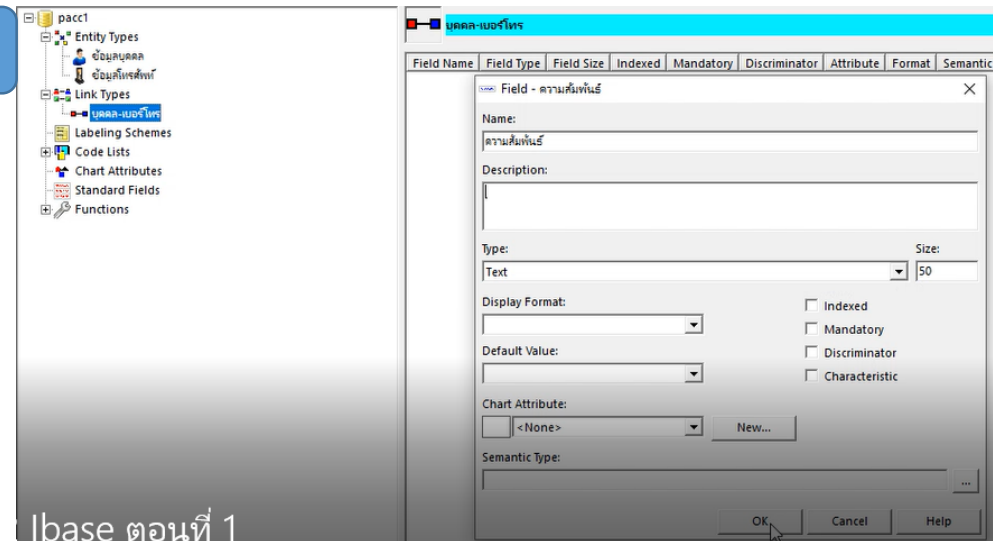 pacc1
Entity Types
ข้อมูลบุคคล
ข้อมูลโทรศัพท์
Link Types
บุคคล-เบอร์โทร
Labeling Schemes
Code Lists
Chart Attributes
Standard Fields
Functions
บุคคล-เบอร์โทร
Field Name Field Type Field Size Indexed Mandatory Discriminator Attribute Format Semantic
Field - ความสัมพันธ์
Name:
ความสัมพันธ์
Description:
Type: Size:
Text 50
Display Format:
Indexed
Mandatory
Default Value:
Discriminator
Characteristic
Chart Attribute:
<None> New...
Semantic Type:
...
OK Cancel Help
Ibase ตอนที่ 1